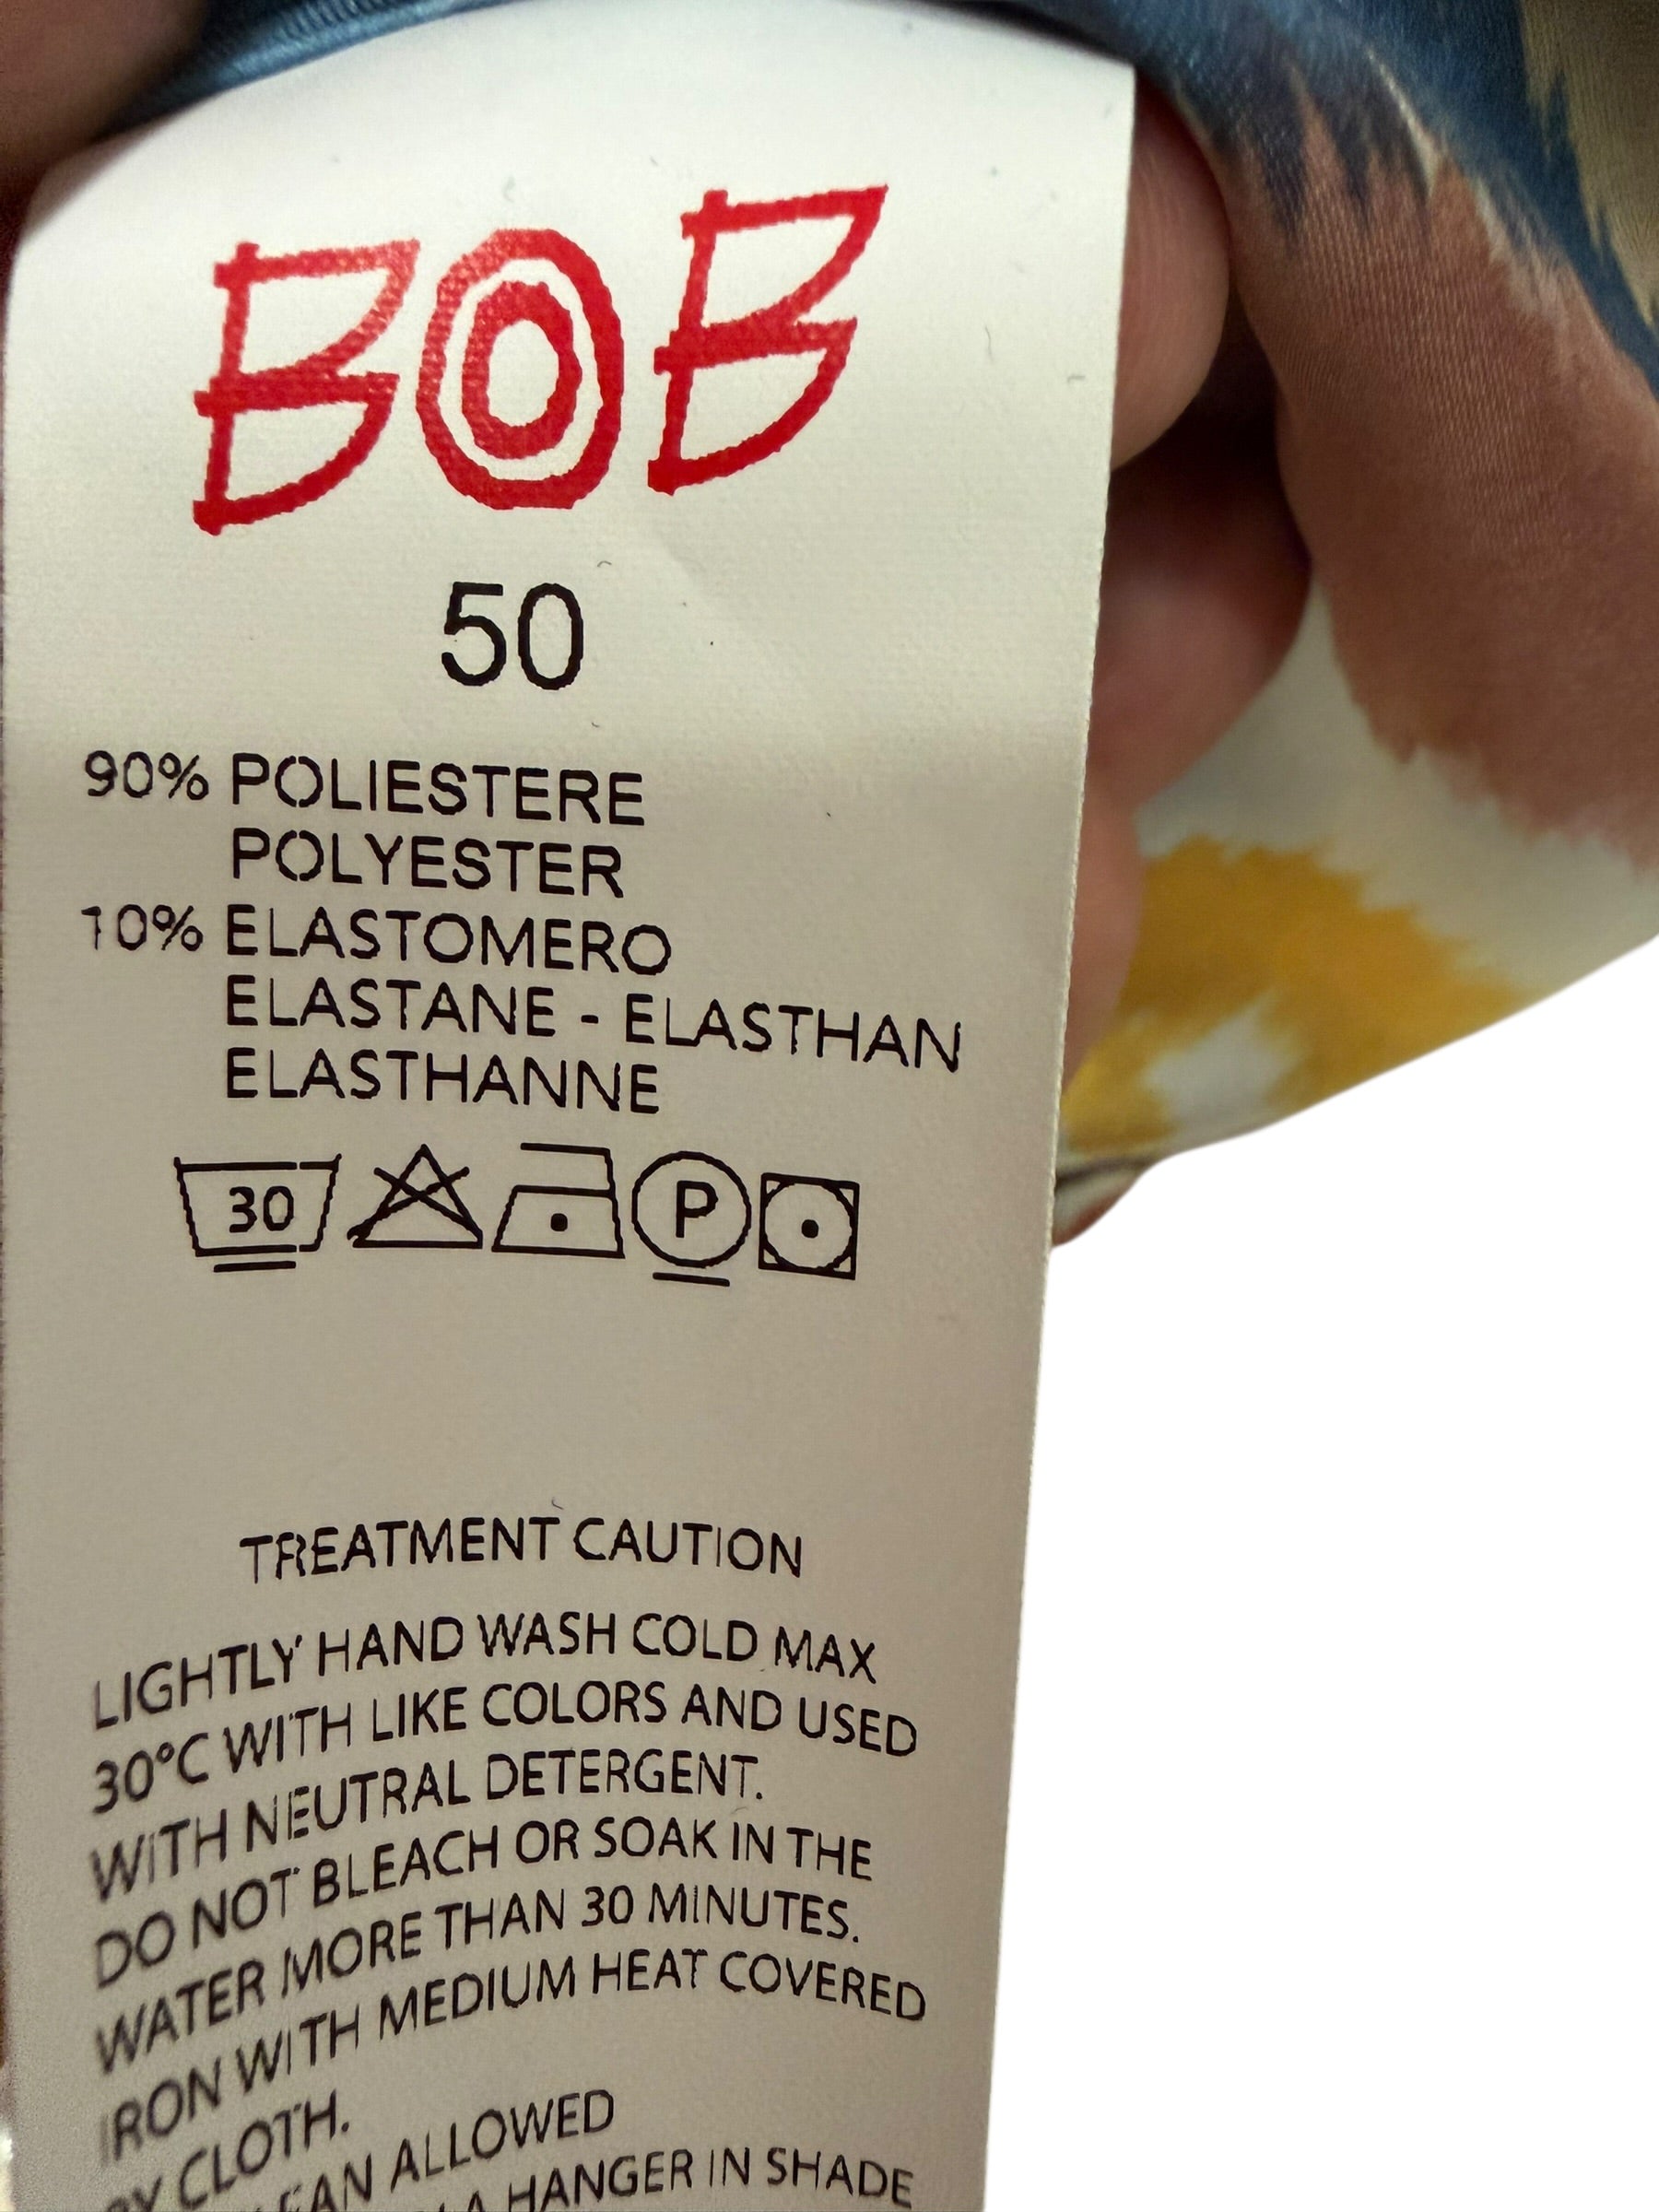 BOB
50
90% POLIESTERE
POLYESTER
10% ELASTOMERO
ELASTANE - ELASTHAN
ELASTHANNE
30 P
TREATMENT CAUTION
LIGHTLY HAND WASH COLD MAX
30°C WITH LIKE COLORS AND USED
WITH NEUTRAL DETERGENT.
DO NOT BLEACH OR SOAK IN THE
WATER MORE THAN 30 MINUTES.
IRON WITH MEDIUM HEAT COVERED
BY CLOTH.
ALLOWED
A HANGER IN SHADE